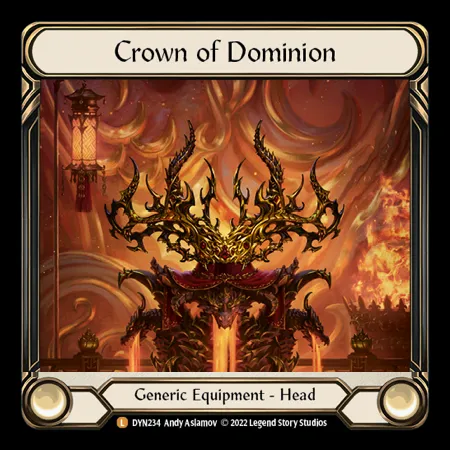 Crown of Dominion
Generic Equipment - Head
L DYN234 Andy Aslamov © 2022 Legend Story Studios